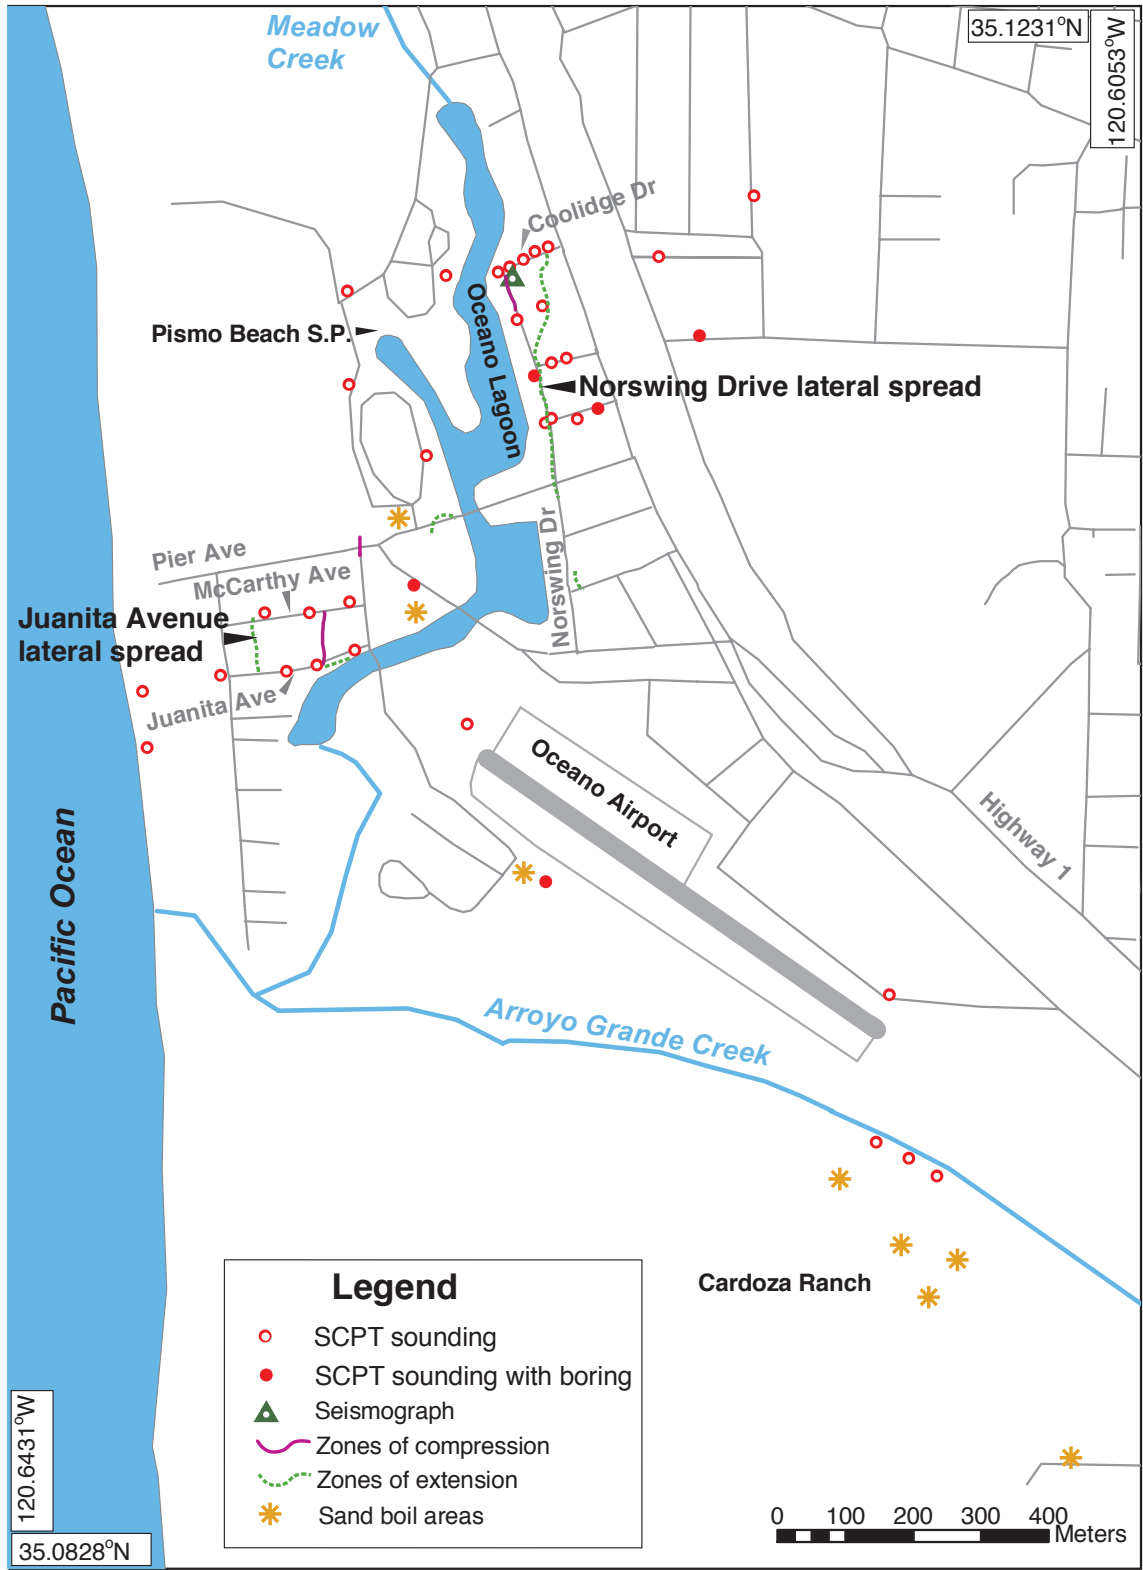 Meadow
Creek
35.1231°N
120.6053°W
Coolidge Dr
Pismo Beach S.P.
Oceano Lagoon
Norswing Drive lateral spread
Pier Ave
McCarthy Ave
Norswing Dr
Juanita Avenue
lateral spread
Juanita Ave
Oceano Airport
Highway 1
Pacific Ocean
Arroyo Grande Creek
Cardoza Ranch
Legend
SCPT sounding
SCPT sounding with boring
Seismograph
Zones of compression
Zones of extension
Sand boil areas
0 100 200 300 400
Meters
120.6431°W
35.0828°N